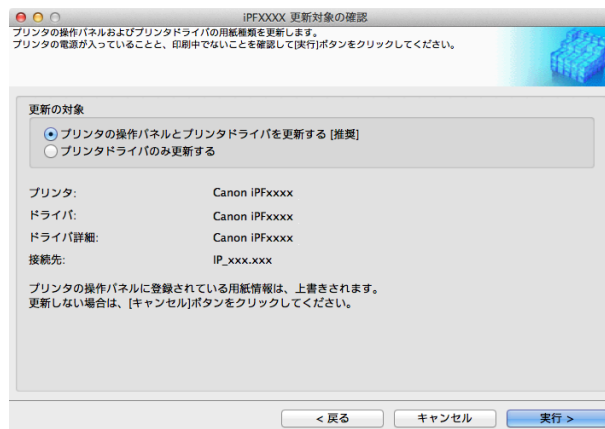 iPFXXXX 更新対象の確認
プリンタの操作パネルおよびプリンタドライバの用紙種類を更新します。
プリンタの電源が入っていることと、印刷中でないことを確認して[実行]ボタンをクリックしてください。
更新の対象
プリンタの操作パネルとプリンタドライバを更新する [推奨]
プリンタドライバのみ更新する
プリンタ: Canon iPFxxxx
ドライバ: Canon iPFxxxx
ドライバ詳細: Canon iPFxxxx
接続先: IP_xxx.xxx
プリンタの操作パネルに登録されている用紙情報は、上書きされます。
更新しない場合は、[キャンセル]ボタンをクリックしてください。
< 戻る キャンセル 実行 >